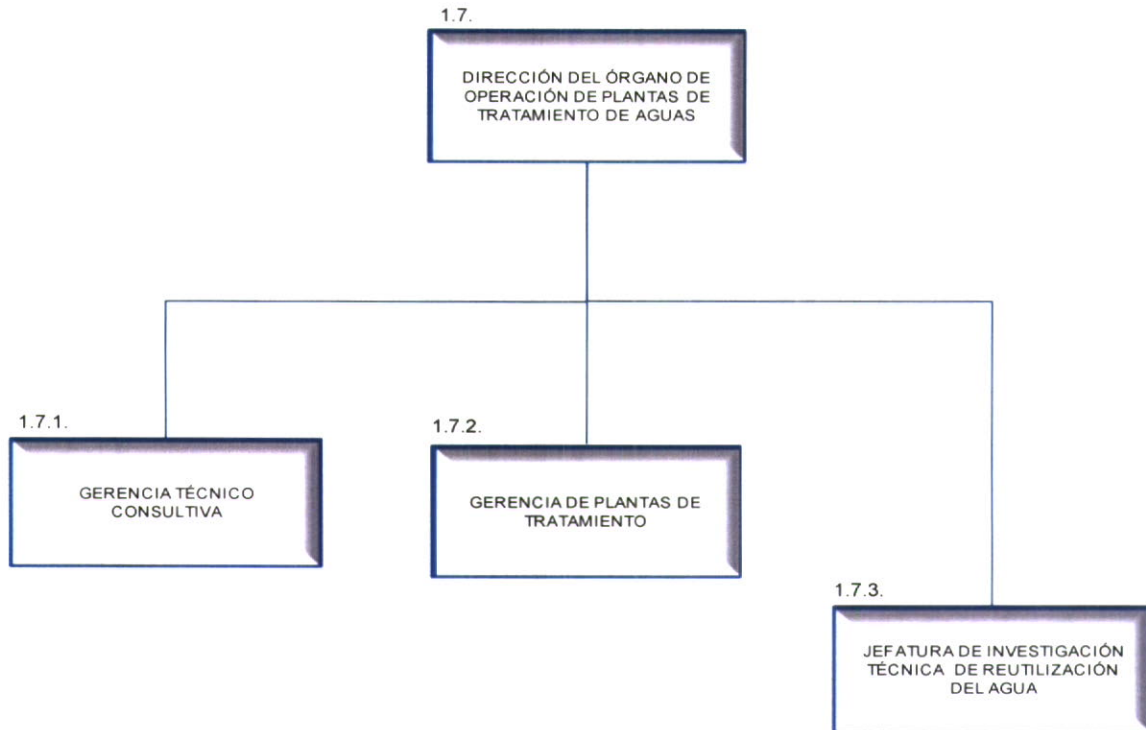 1.7.
DIRECCIÓN DEL ÓRGANO DE
OPERACIÓN DE PLANTAS DE
TRATAMIENTO DE AGUAS
1.7.1.
GERENCIA TÉCNICO
CONSULTIVA
1.7.2.
GERENCIA DE PLANTAS DE
TRATAMIENTO
1.7.3.
JEFATURA DE INVESTIGACIÓN
TÉCNICA DE REUTILIZACIÓN
DEL AGUA